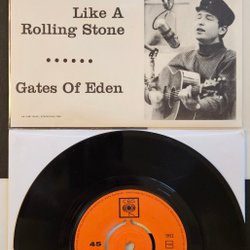 Like A
Rolling Stone
Gates Of Eden
CBS
45